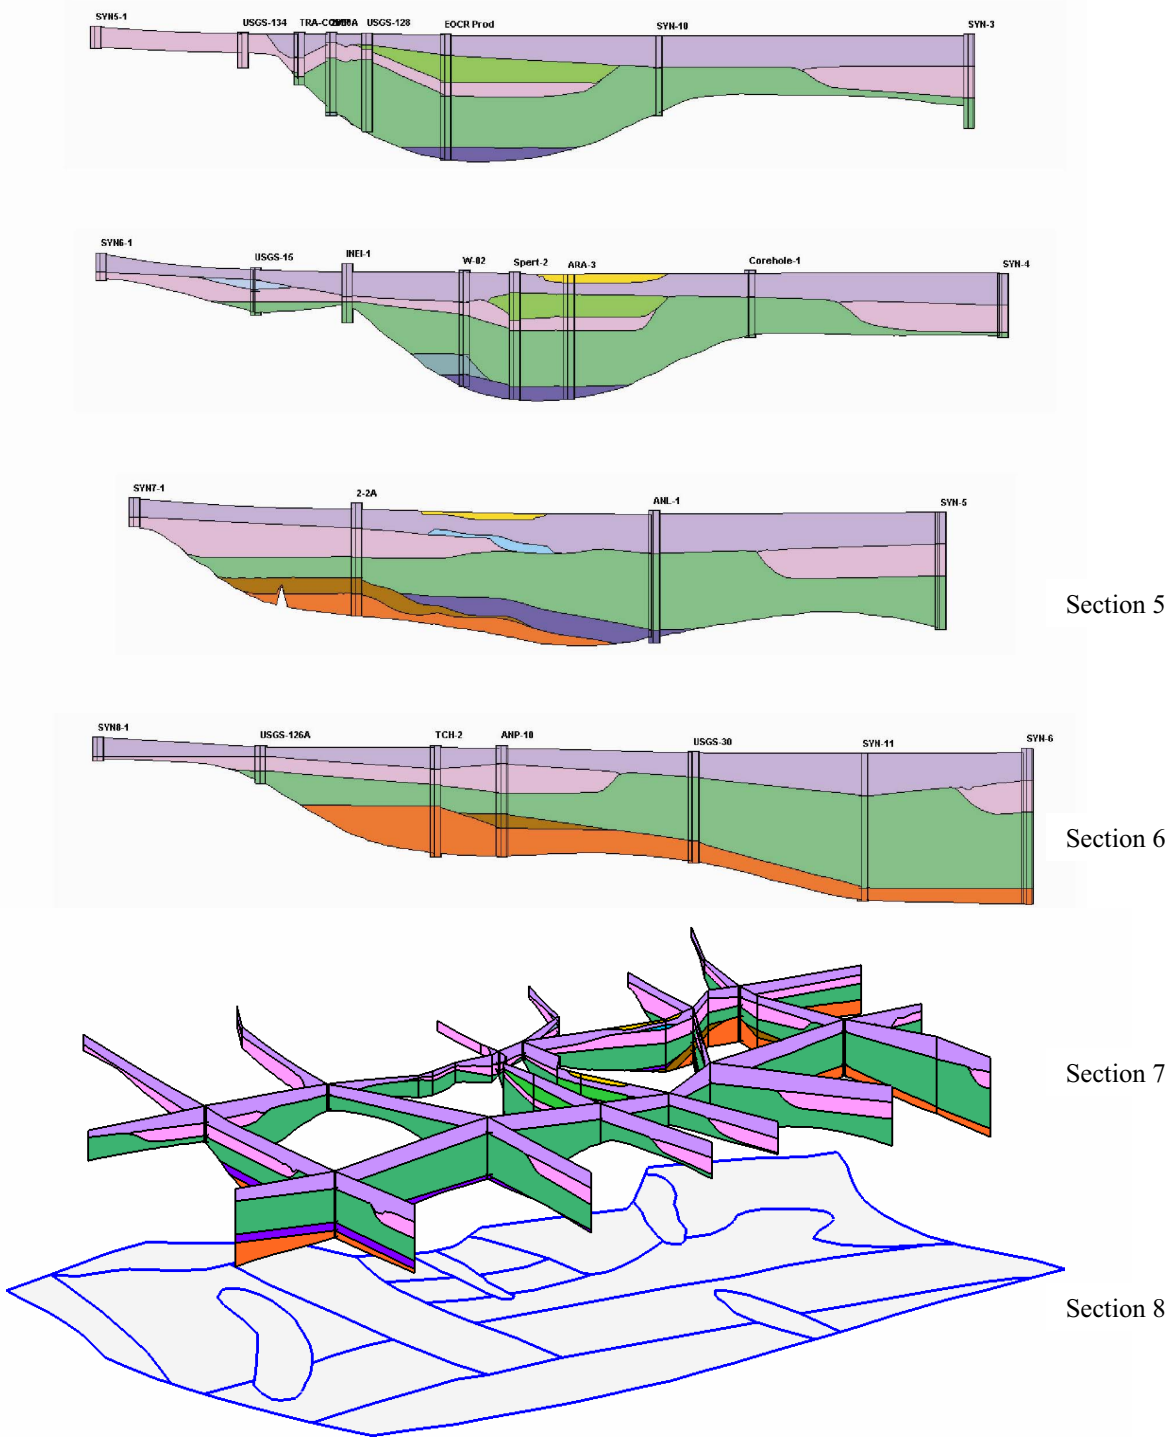 SYN5-1 USGS-134 USGS-128 EOCR Prod SYN-10 SYN-3
SYN6-1 USGS-15 INEl-1 W-02 Spert-2 ARA-3 Corehole-1 SYN-4
SYN7-1 2-2A ANL-1 SYN-5
Section 5
SYN8-1 USGS-126A TCH-2 ANP-10 USGS-30 SYN-11 SYN-6
Section 6
Section 7
Section 8